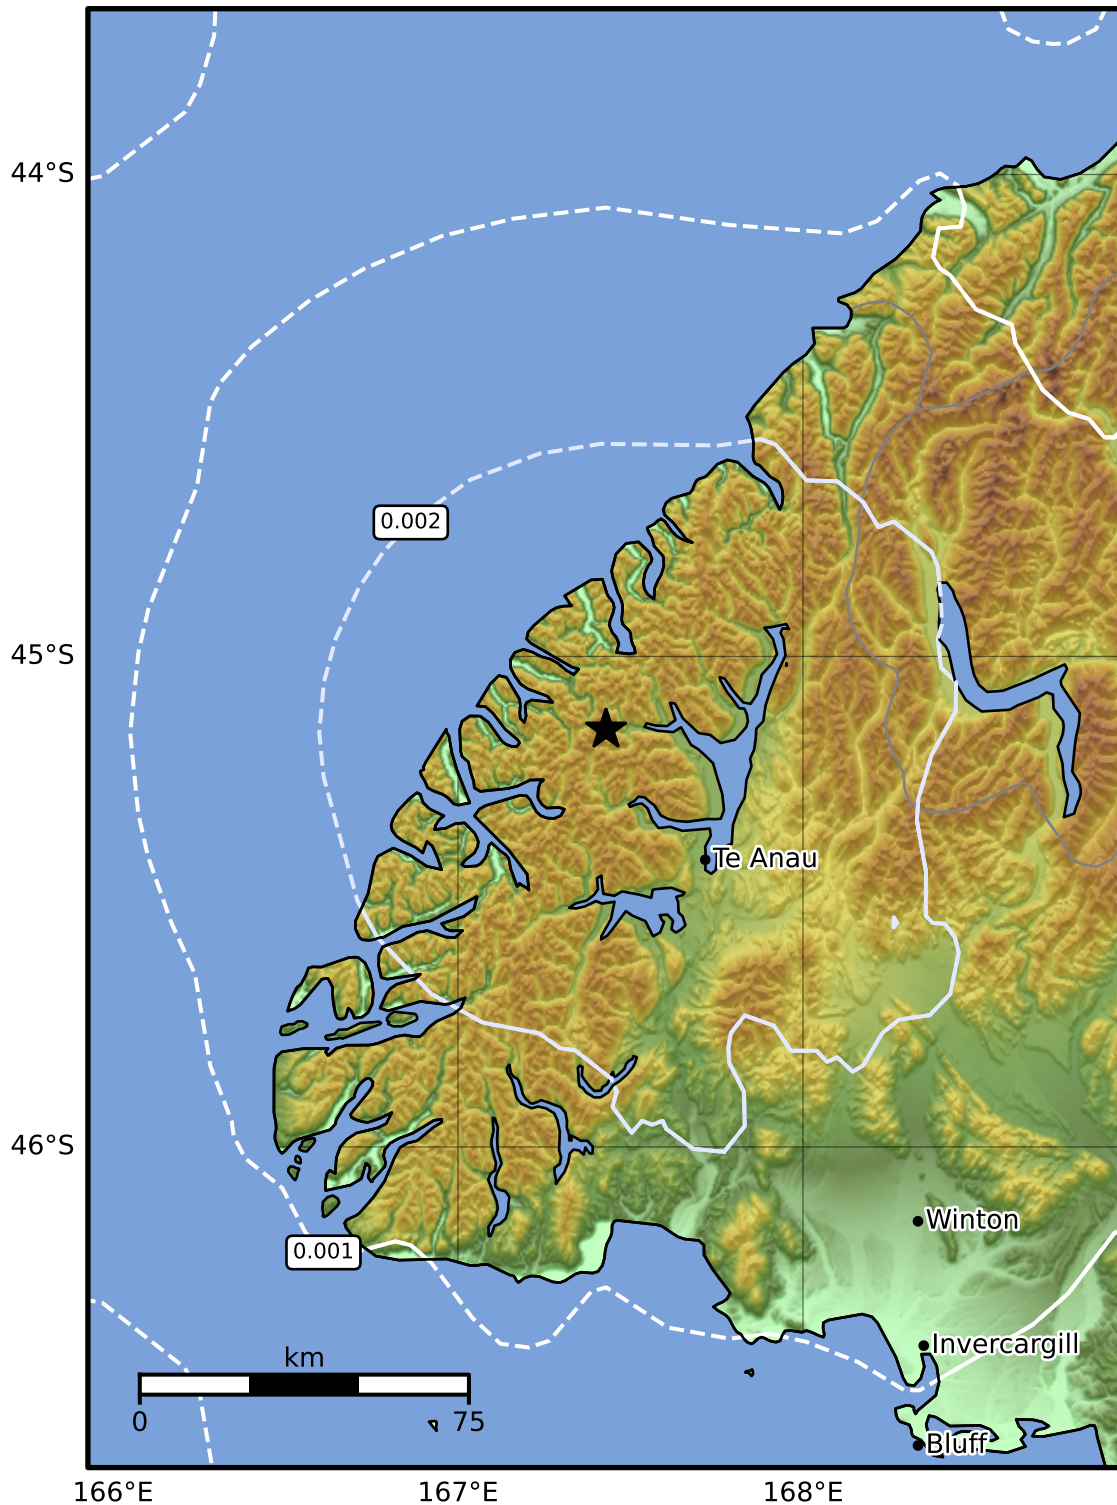 44°S
0.002
45°S
Te Anau
46°S
Winton
0.001
Invercargill
km
0
75
Bluff
166°E
167°E
168°E